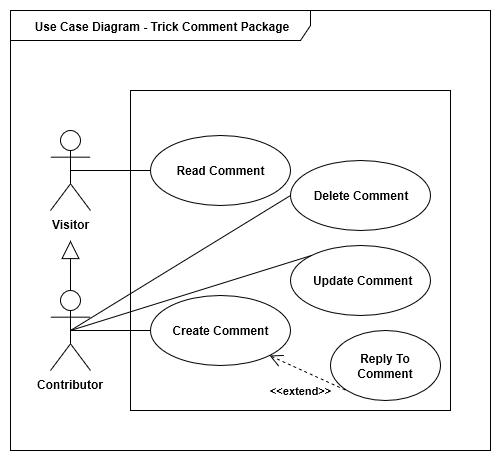 Use Case Diagram - Trick Comment Package
Read Comment
Delete Comment
Visitor
Update Comment
Create Comment
Reply To
Comment
Contributor
<<extend>>